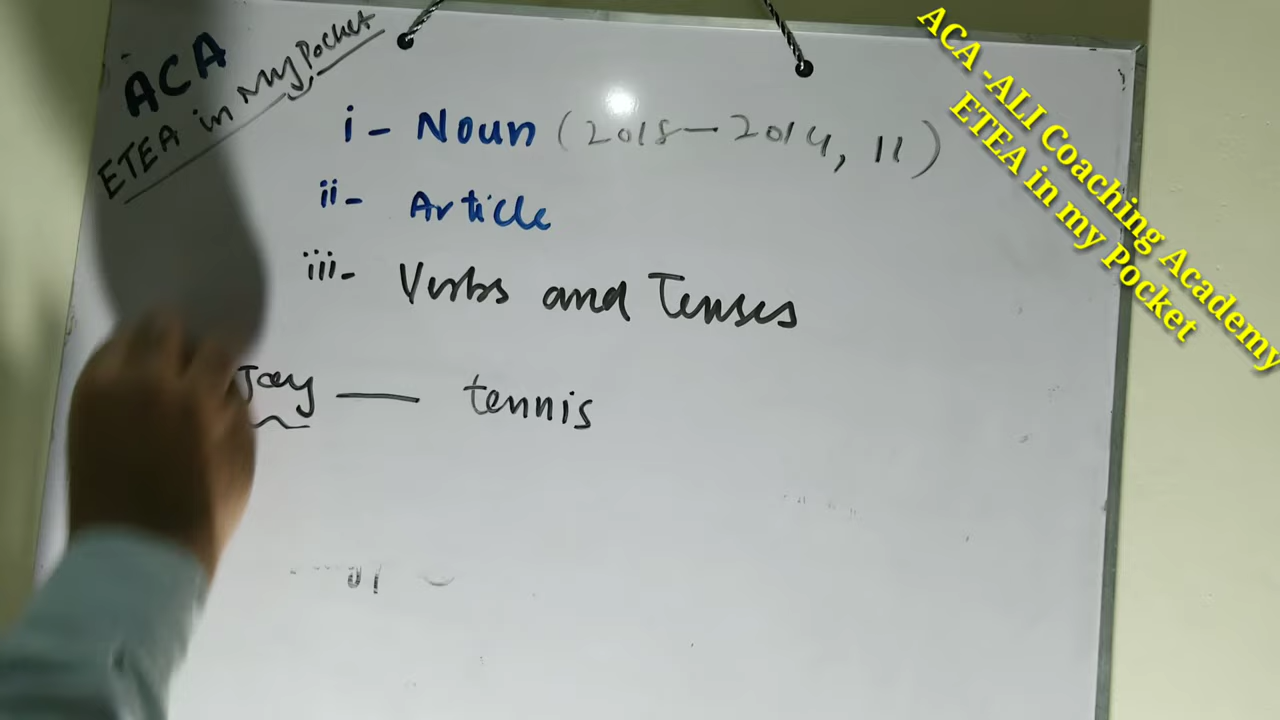 ACA
ETEA in My Pocket
i - Noun (2018 - 2014, 11)
ii - Article
iii - Verbs and Tenses
Joey — tennis
ACA -ALI Coaching Academy
ETEA in my Pocket